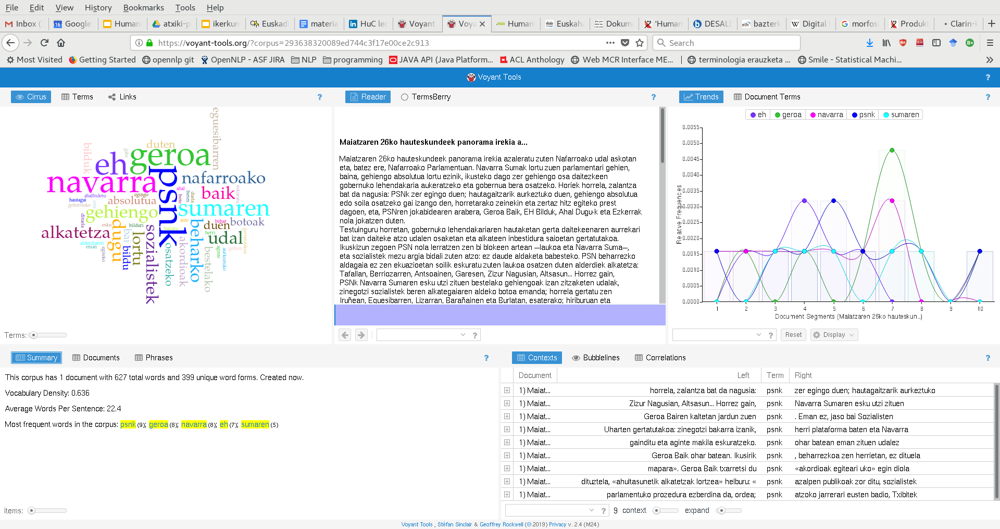 File Edit View History Bookmarks Tools Help
Inbox ( Google Human atxiki-p ikerkun Euskadi materia HuC lec Voyant Voya Human Euskaha Dokum 'Human DESALD bazterk Digital morfos Produkt Clarin-
https://voyant-tools.org/?corpus=293638320089ed744c3f17e00ce2c913 Search
Most Visited Getting Started opennlp git OpenNLP - ASF JIRA NLP programming JAVA API (Java Platform... ACL Anthology Web MCR Interface ME... terminologia erauzketa ... Smile - Statistical Machi...
Voyant Tools ?
Cirrus Terms Links ?
eguesibarren
bilduk gabe duten
eh geroa
navarra psnk nafarroako
ahalbidetu egingo ahal boto beren duela baik eskuratu
hautagai absolutua
gobernuko gehiengo sumaren
dituela esku bilduri atzo behar botoak
alkatetza dugu bai duen herri
alderdiaren eman egiteko bildu lortu sozialistek osatzeko akordioak beharko udal
bestelako aginte aurkeztuko gehien
Terms:
Reader TermsBerry ?
Maiatzaren 26ko hauteskundeek panorama irekia a...
Maiatzaren 26ko hauteskundeek panorama irekia azaleratu zuten Nafarroako udal askotan
eta, batez ere, Nafarroako Parlamentuan. Navarra Sumak lortu zuen parlamentari gehien,
baina, gehiengo absolutua lortu ezinik, ikusteko dago zer gehiengo osa daitezkeen
gobernuko lehendakaria aukeratzeko eta gobernua bera osatzeko. Horiek horrela, zalantza
bat da nagusia: PSNk zer egingo duen; hautagaitzarik aurkeztuko duen, gehiengo absolutua
edo soila osatzeko gai izango den, horretarako zeinekin eta zertaz hitz egiteko prest
dagoen, eta, PSNren jokabidearen arabera, Geroa Baik, EH Bilduk, Ahal Dugu-k eta Ezkerrak
nola jokatzen duten.
Testuinguru horretan, gobernuko lehendakariaren hautaketan gerta daitekeenaren aurrekari
bat izan daiteke atzo udalen osaketan eta alkateen inbestidura saioetan gertatutakoa.
Ikuskizun zegoen PSN nola lerratzen zen bi blokeen artean —laukoa eta Navarra Suma—,
eta sozialistek mezu argia bidali zuten atzo: ez daude aldaketa babesteko. PSN beharrezko
aldagaia ez zen ekuazioetan soilik eskuratu zuten laukoa osatzen duten alderdiek alkatetza:
Tafallan, Berriozarren, Antsoainen, Garesen, Zizur Nagusian, Altsasun... Horrez gain,
PSNk Navarra Sumaren esku utzi zituen bestelako gehiengoak izan zitzaketen udalak,
zinegotzi sozialistek beren alkategaiaren aldeko botoa emanda; horrela gertatu zen
Iruñean, Eguesibarren, Lizarran, Barañainen eta Burlatan, esaterako; hiriburuan eta
?
Trends Document Terms ?
eh geroa navarra psnk sumaren
0.0055
0.0050
0.0045
0.0040
0.0035
0.0030
0.0025
0.0020
0.0015
0.0010
0.0005
0.0000
Relative Frequences
1 2 3 4 5 6 7 8 9 10
Document Segments (Maiatzaren 26ko hauteskun...)
? Reset Display
Summary Documents Phrases ?
This corpus has 1 document with 627 total words and 399 unique word forms. Created now.
Vocabulary Density: 0.636
Average Words Per Sentence: 22.4
Most frequent words in the corpus: psnk (9); geroa (8); navarra (8); eh (7); sumaren (5)
items:
Contexts Bubblelines Correlations ?
Document Left Term Right
1) Maiat... horrela, zalantza bat da nagusia: psnk zer egingo duen; hautagaitzarik aurkeztuko
1) Maiat... Zizur Nagusian, Altsasun... Horrez gain, psnk Navarra Sumaren esku utzi zituen
1) Maiat... Geroa Bairen kaltetan jardun zuen psnk . Eman ez, jaso bai Sozialisten
1) Maiat... Uharten gertatutakoa: zinegotzi bakarra izanik, psnk herri plataforma baten eta Navarra
1) Maiat... gainditu eta aginte makila eskuratzeko. psnk ohar batean eman zituen udalez
1) Maiat... Geroa Baik ohar batean. Ikusirik psnk , beharrezkoa zen herrietan, ez dituela
1) Maiat... mapara». Geroa Baik txarretsi du psnk «akordioak egiteari uko» egin diola
1) Maiat... dituztela, «ahultasunetik alkatetzak lortzea» helburu: « psnk azalpen publikoak zor ditu, sozialistek
1) Maiat... parlamentuko prozedura ezberdina da, ordea; psnk atzoko jarrerari eusten badio, Txibitek
? 9 context expand
Voyant Tools , Stéfan Sinclair & Geoffrey Rockwell (© 2019) Privacy v. 2.4 (M24)